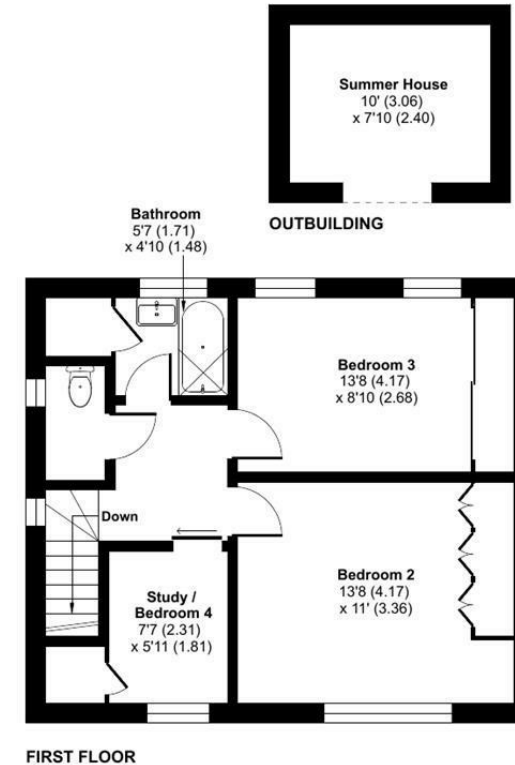 Summer House
10' (3.06)
x 7'10 (2.40)
OUTBUILDING
Bathroom
5'7 (1.71)
x 4'10 (1.48)
Bedroom 3
13'8 (4.17)
x 8'10 (2.68)
Down
Bedroom 2
13'8 (4.17)
x 11' (3.36)
Study /
Bedroom 4
7'7 (2.31)
x 5'11 (1.81)
FIRST FLOOR